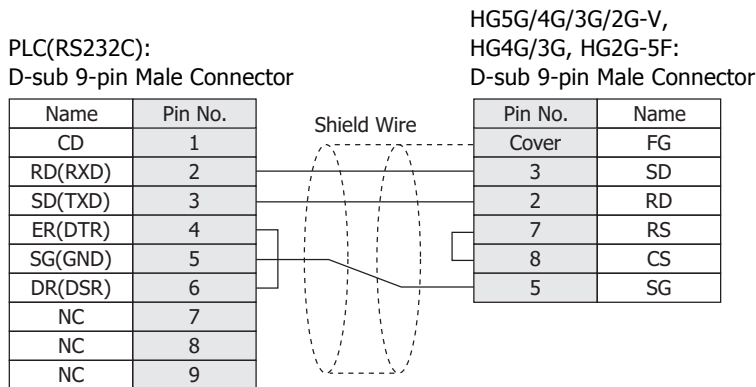 PLC(RS232C):
D-sub 9-pin Male Connector
Name Pin No.
CD 1
RD(RXD) 2
SD(TXD) 3
ER(DTR) 4
SG(GND) 5
DR(DSR) 6
NC 7
NC 8
NC 9
Shield Wire
HG5G/4G/3G/2G-V,
HG4G/3G, HG2G-5F:
D-sub 9-pin Male Connector
Pin No. Name
Cover FG
3 SD
2 RD
7 RS
8 CS
5 SG